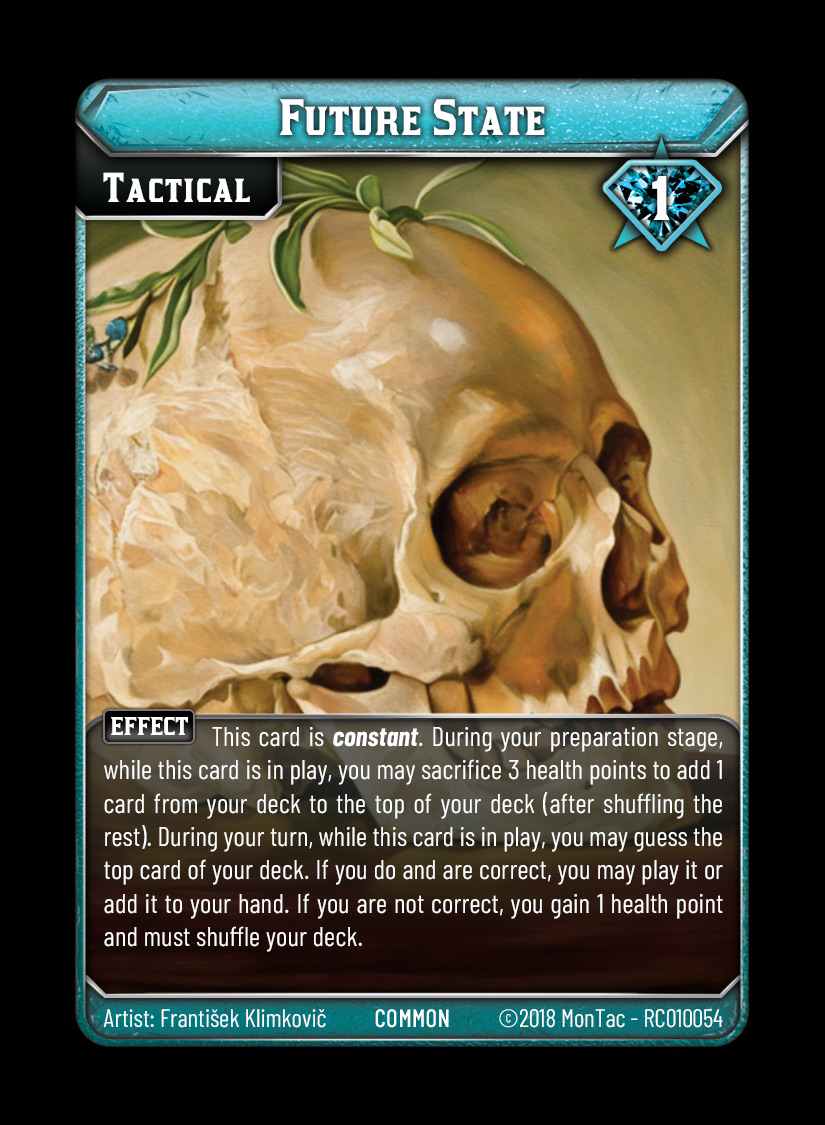 Future State
Tactical
1
EFFECT This card is constant. During your preparation stage,
while this card is in play, you may sacrifice 3 health points to add 1
card from your deck to the top of your deck (after shuffling the
rest). During your turn, while this card is in play, you may guess the
top card of your deck. If you do and are correct, you may play it or
add it to your hand. If you are not correct, you gain 1 health point
and must shuffle your deck.
Artist: František Klimkovič COMMON ©2018 MonTac - RC010054